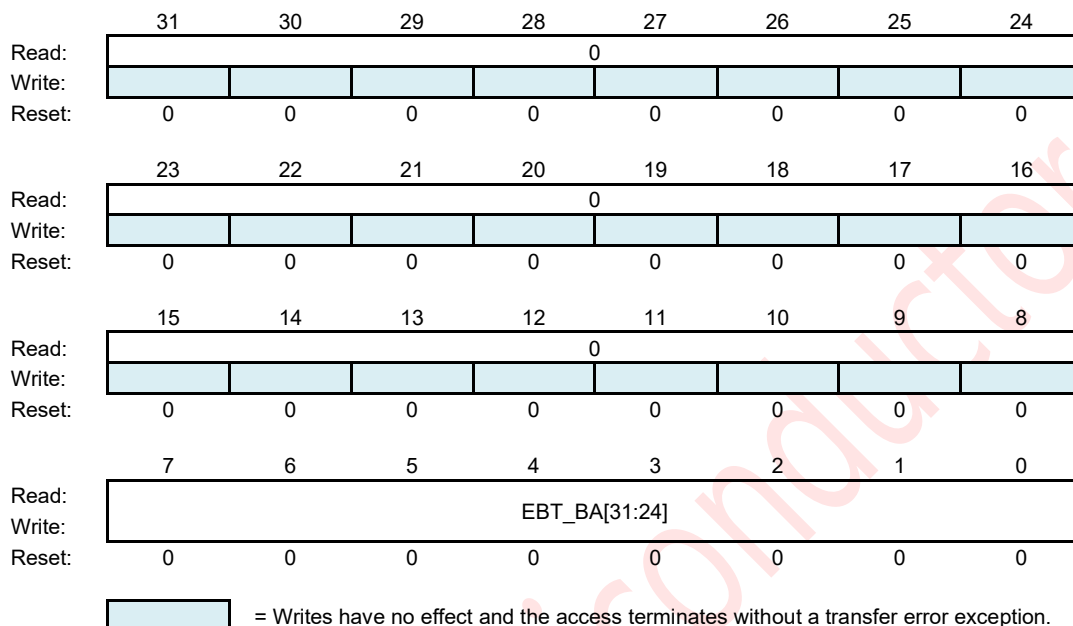 31 30 29 28 27 26 25 24
Read: 0
Write:
Reset: 0 0 0 0 0 0 0 0
23 22 21 20 19 18 17 16
Read: 0
Write:
Reset: 0 0 0 0 0 0 0 0
15 14 13 12 11 10 9 8
Read: 0
Write:
Reset: 0 0 0 0 0 0 0 0
7 6 5 4 3 2 1 0
Read:
EBT_BA[31:24]
Write:
Reset: 0 0 0 0 0 0 0 0
= Writes have no effect and the access terminates without a transfer error exception.
iconductor